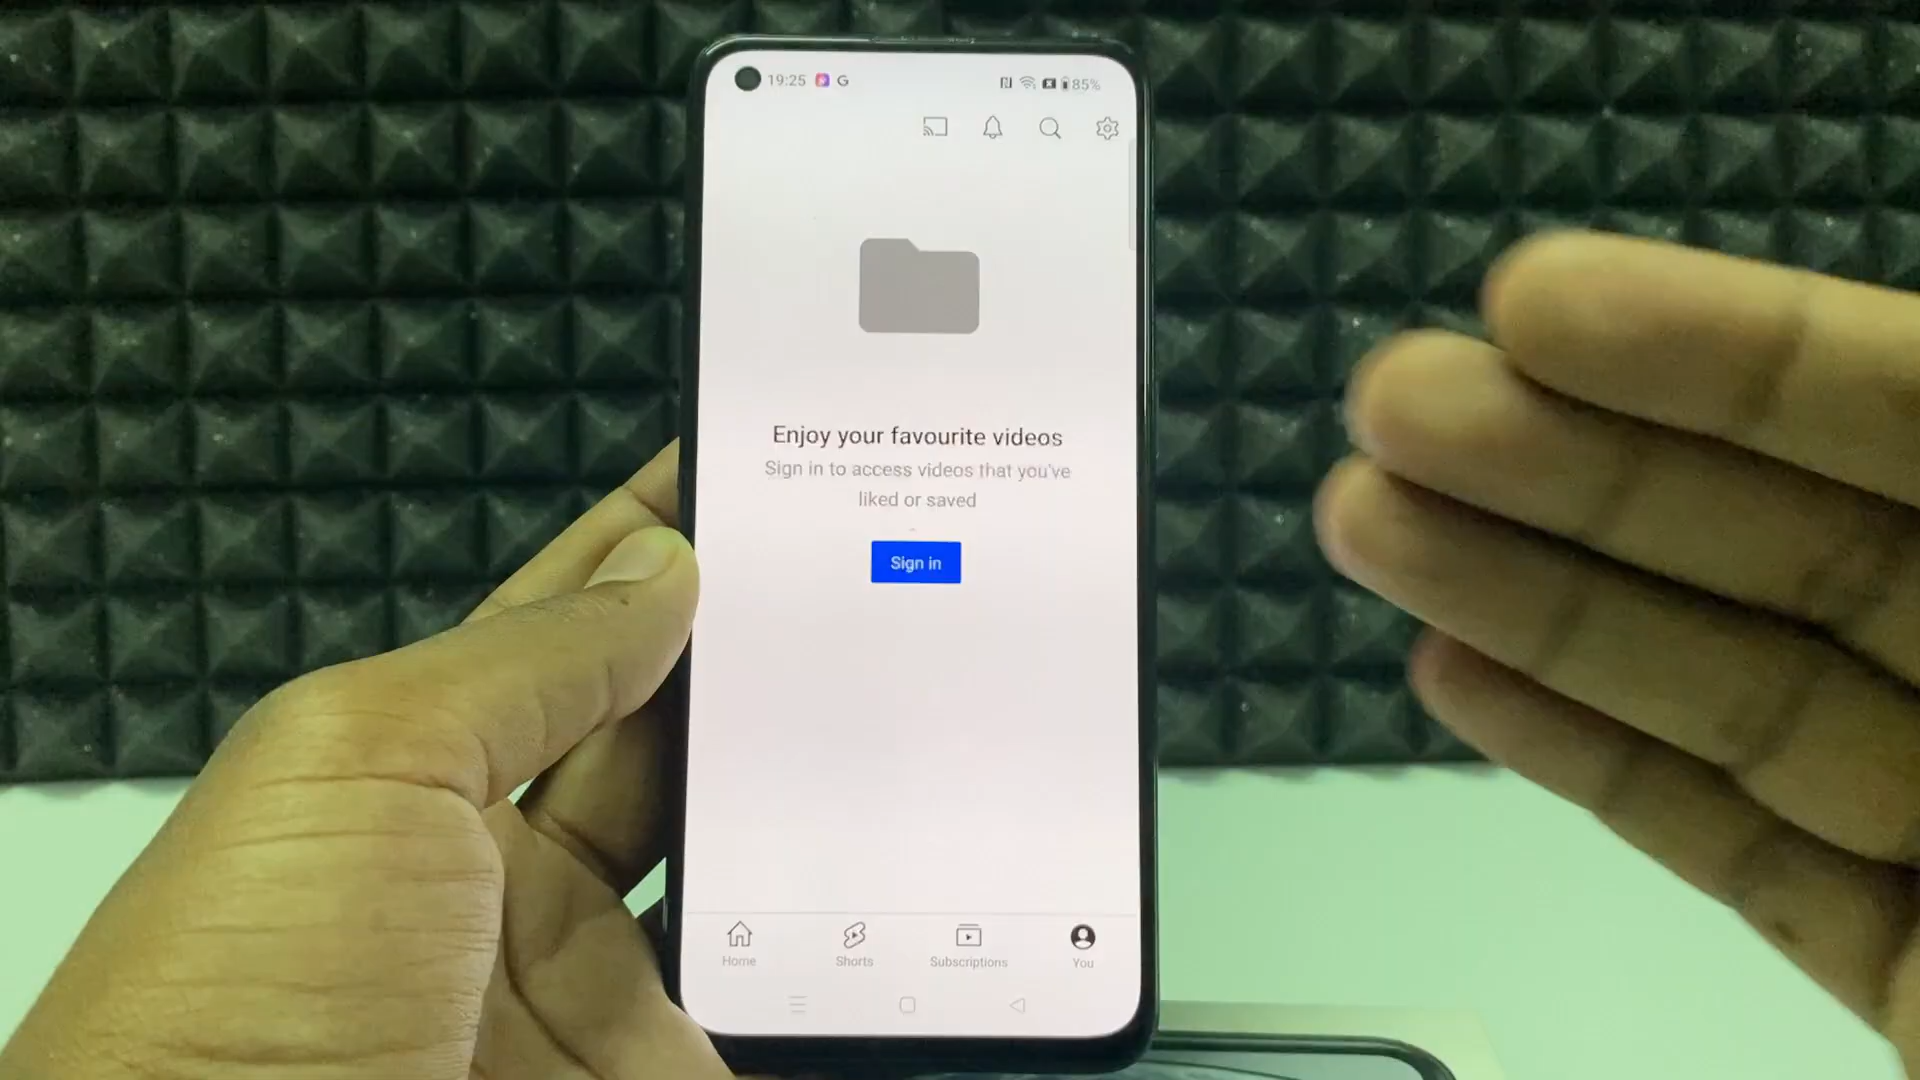 19:25 G 85%
Enjoy your favourite videos
Sign in to access videos that you've
liked or saved
Sign in
Home Shorts Subscriptions You